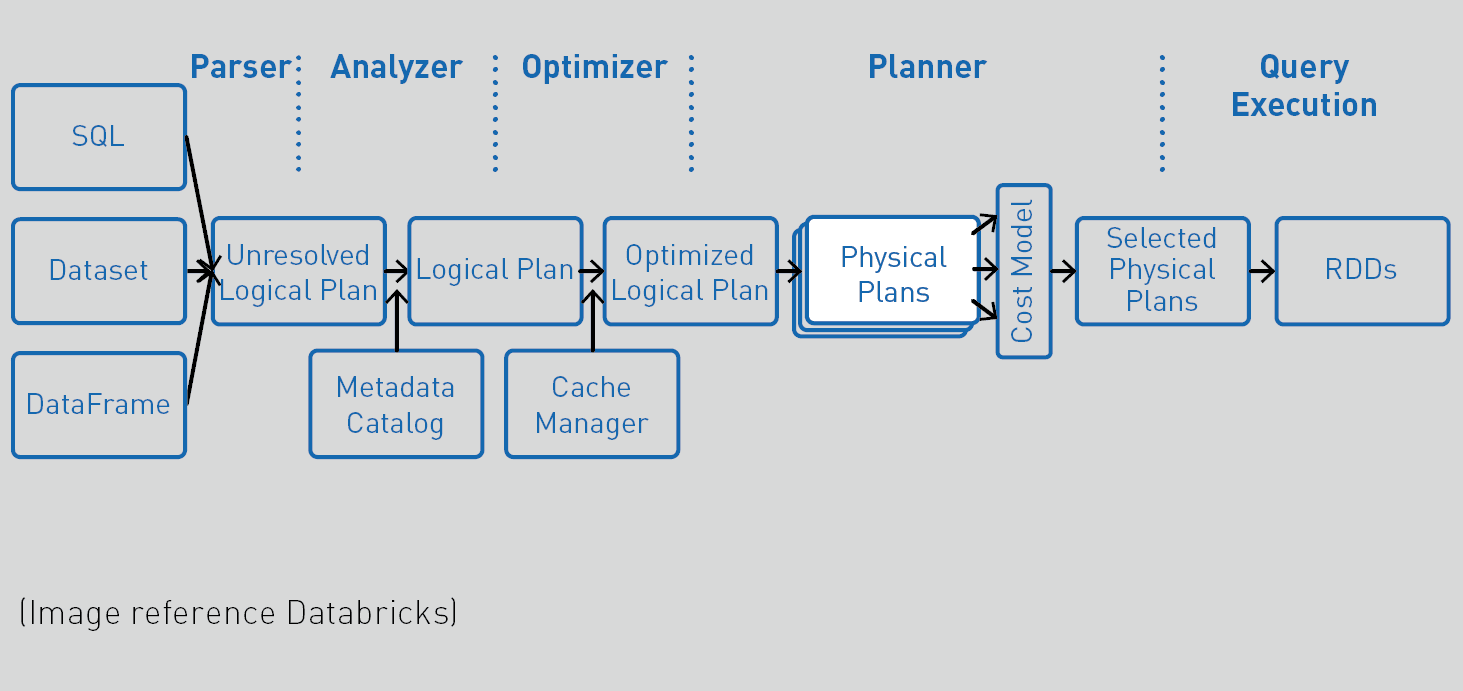 Parser
Analyzer
Optimizer
Planner
Query
Execution
SQL
Dataset
DataFrame
Unresolved
Logical Plan
Metadata
Catalog
Logical Plan
Cache
Manager
Optimized
Logical Plan
Physical
Plans
Cost Model
Selected
Physical
Plans
RDDs
(Image reference Databricks)